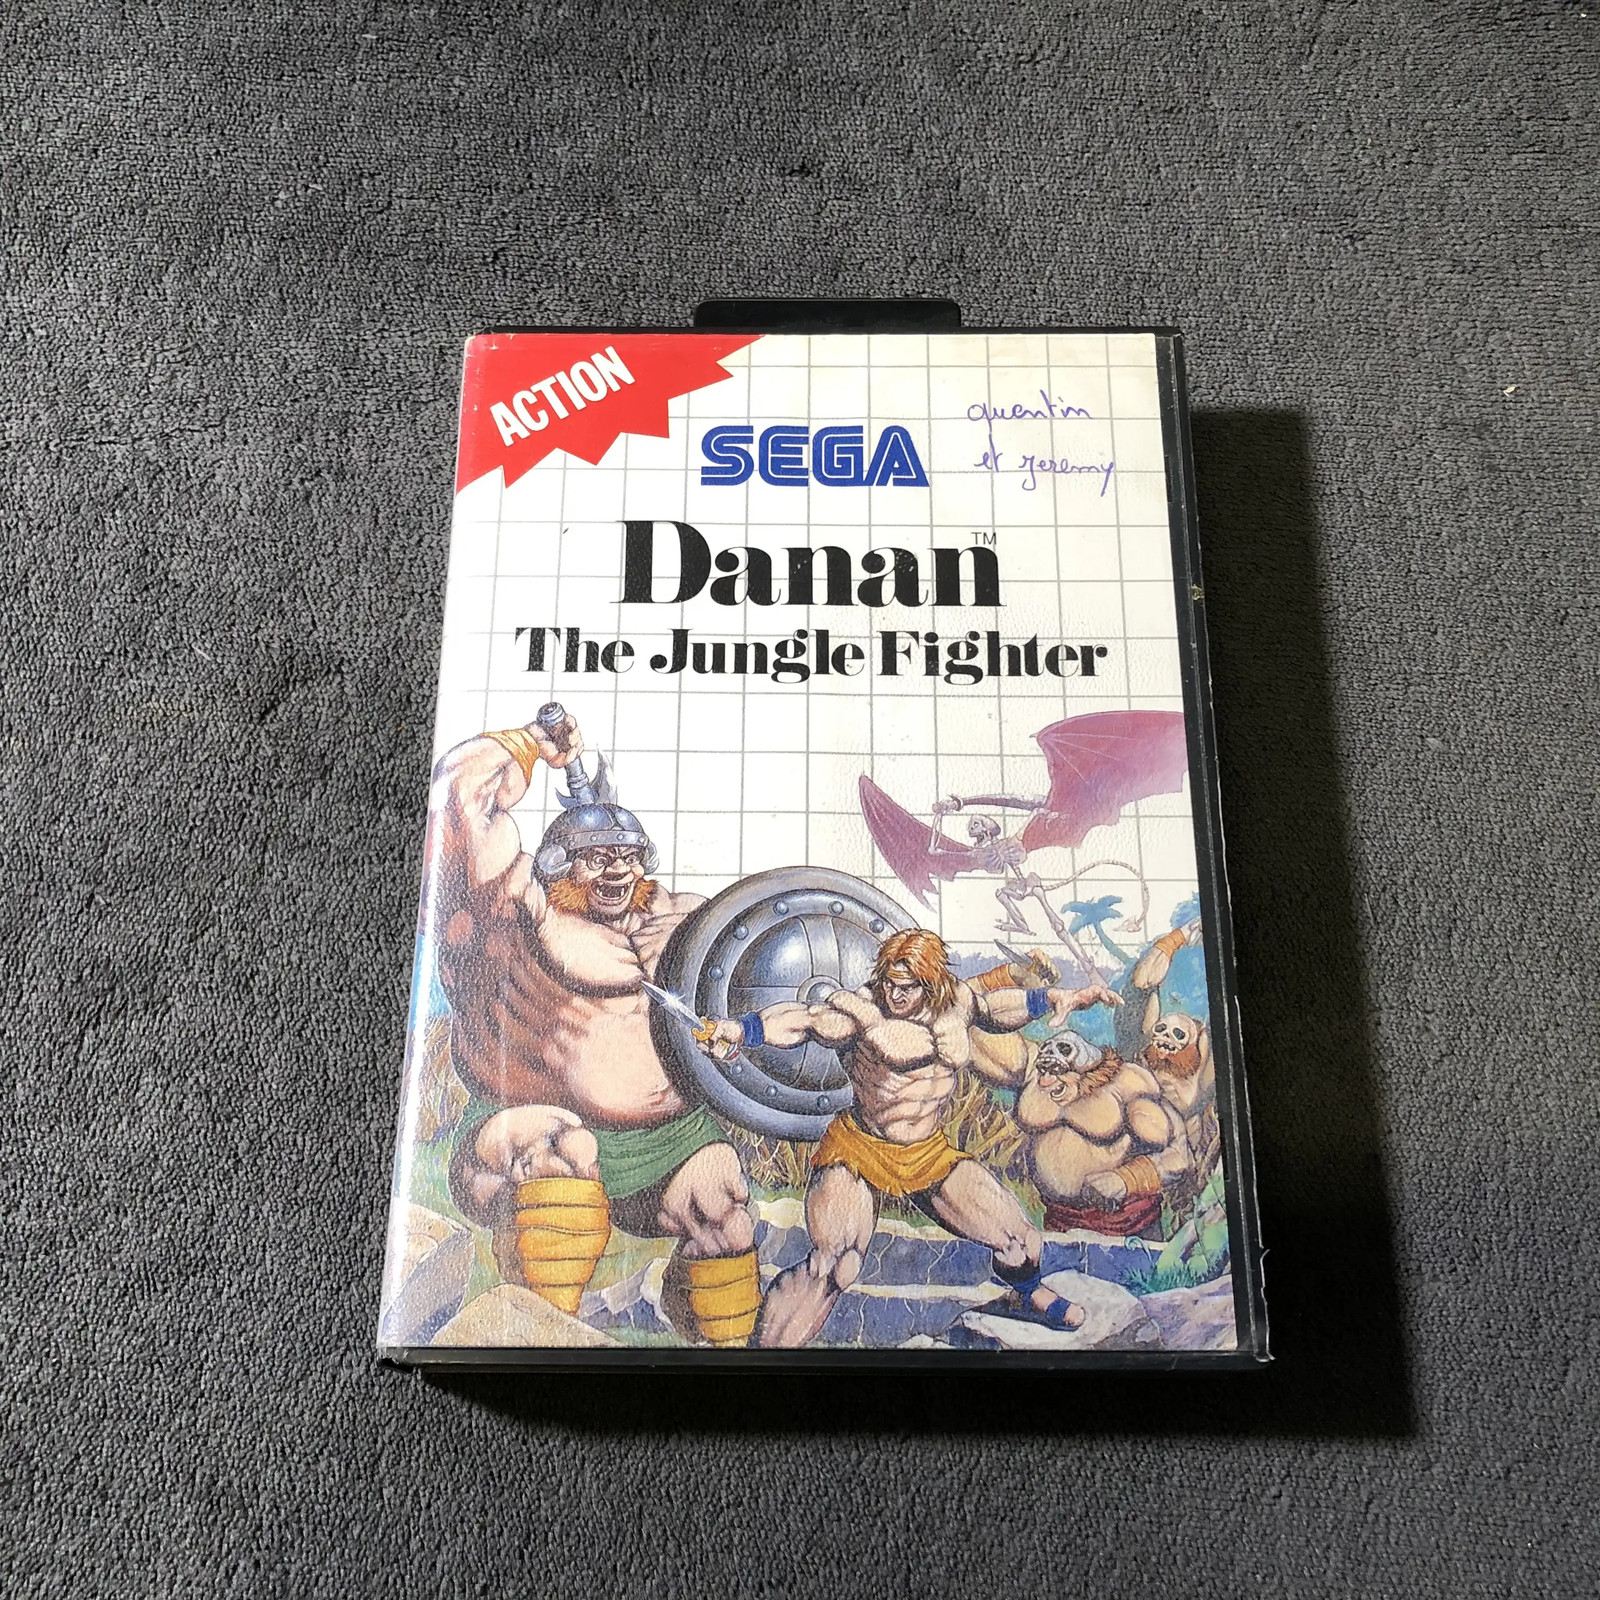 ACTION
SEGA
quentin
et jeremy
Danan™
The Jungle Fighter